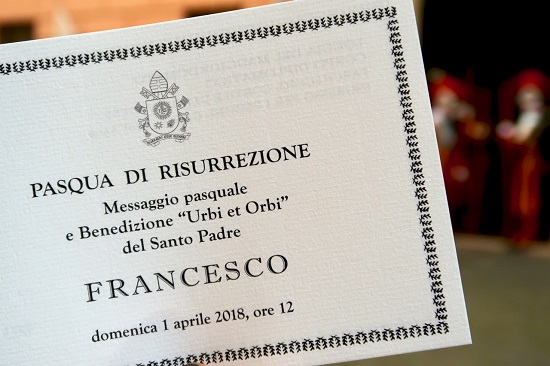 PASQUA DI RISURREZIONE
Messaggio pasquale
e Benedizione “Urbi et Orbi”
del Santo Padre
FRANCESCO
domenica 1 aprile 2018, ore 12